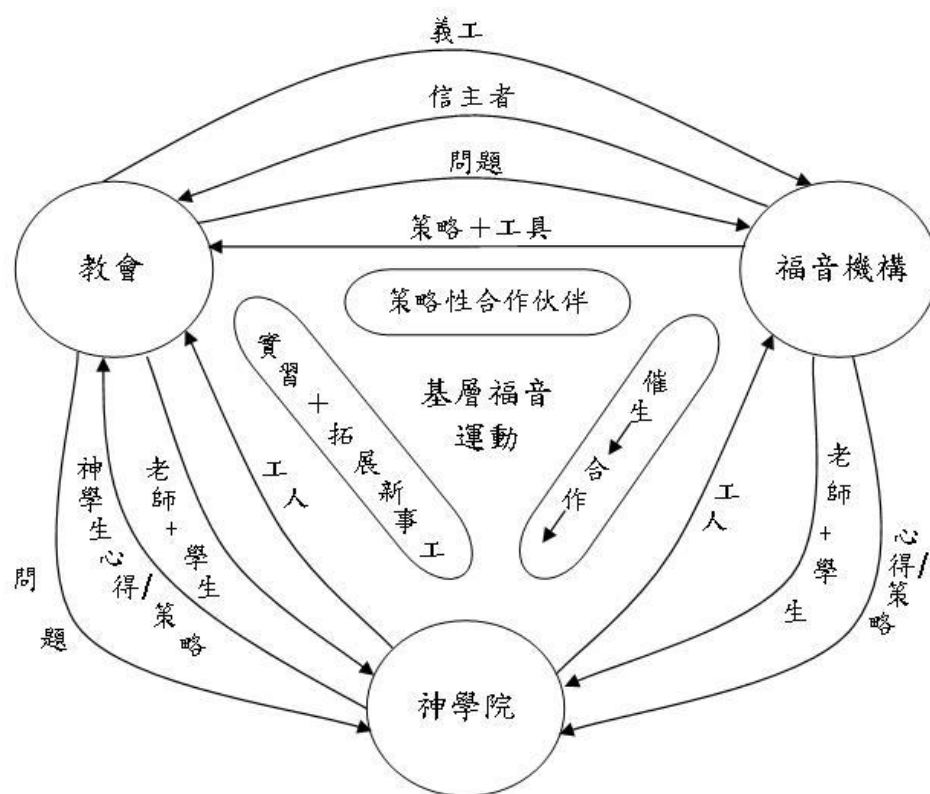 義工
信主者
問題
策略＋工具
教會
福音機構
策略性合作伙伴
實習＋拓展新事工
基層福音
運動
催生
合作
工人
老師＋學生
神學生心得/策略
問題
工人
老師＋學生
心得/策略
神學院